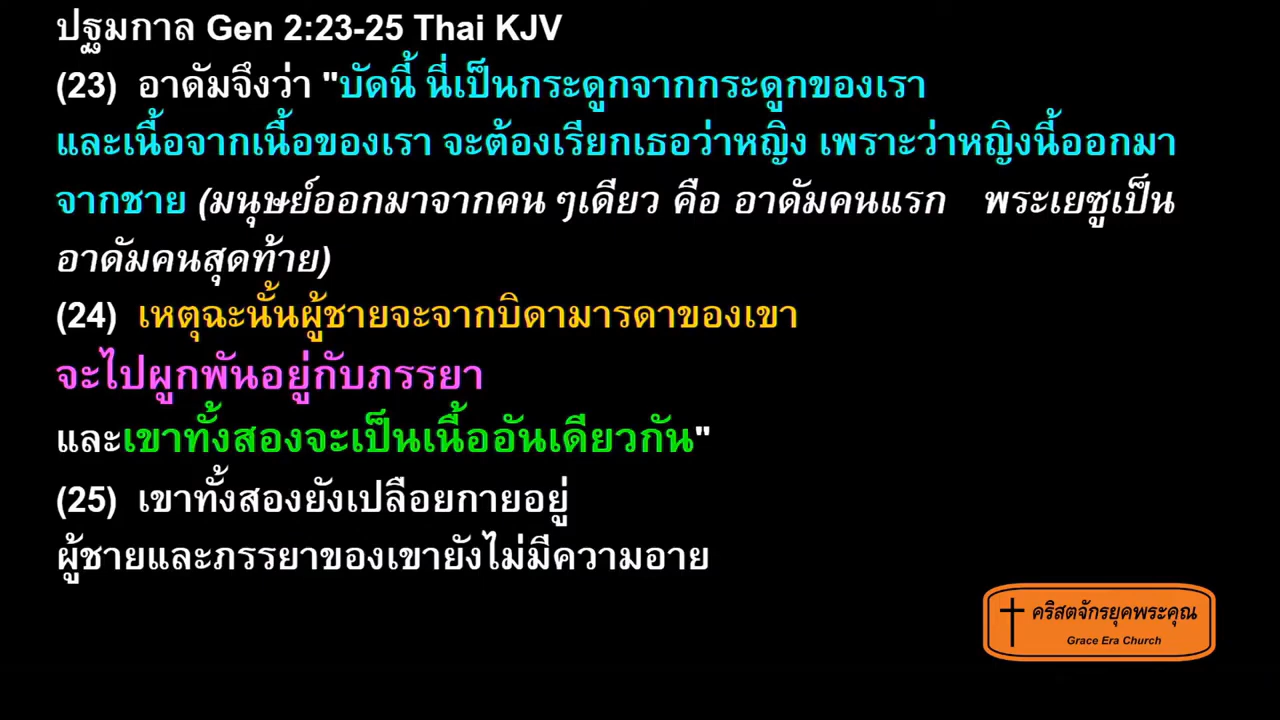 ปฐมกาล Gen 2:23-25 Thai KJV
(23) อาดัมจึงว่า "บัดนี้ นี่เป็นกระดูกจากกระดูกของเรา
และเนื้อจากเนื้อของเรา จะต้องเรียกเธอว่าหญิง เพราะว่าหญิงนี้ออกมา
จากชาย (มนุษย์ออกมาจากคน ๆเดียว คือ อาดัมคนแรก พระเยซูเป็น
อาดัมคนสุดท้าย)
(24) เหตุฉะนั้นผู้ชายจะจากบิดามารดาของเขา
จะไปผูกพันอยู่กับภรรยา
และเขาทั้งสองจะเป็นเนื้ออันเดียวกัน"
(25) เขาทั้งสองยังเปลือยกายอยู่
ผู้ชายและภรรยาของเขายังไม่มีความอาย
คริสตจักรยุคพระคุณ
Grace Era Church